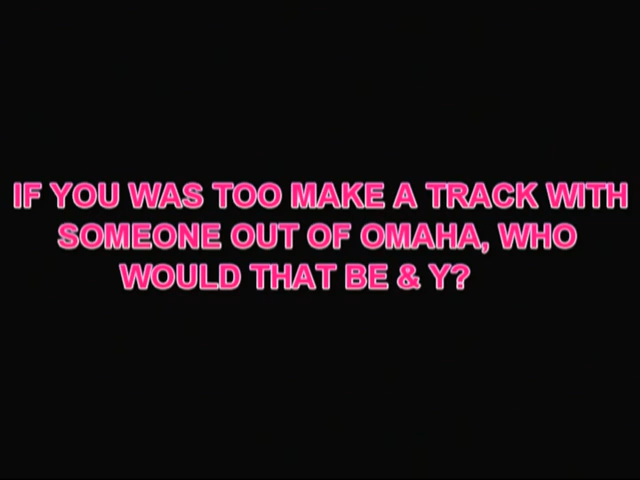 IF YOU WAS TOO MAKE A TRACK WITH
SOMEONE OUT OF OMAHA, WHO
WOULD THAT BE & Y?